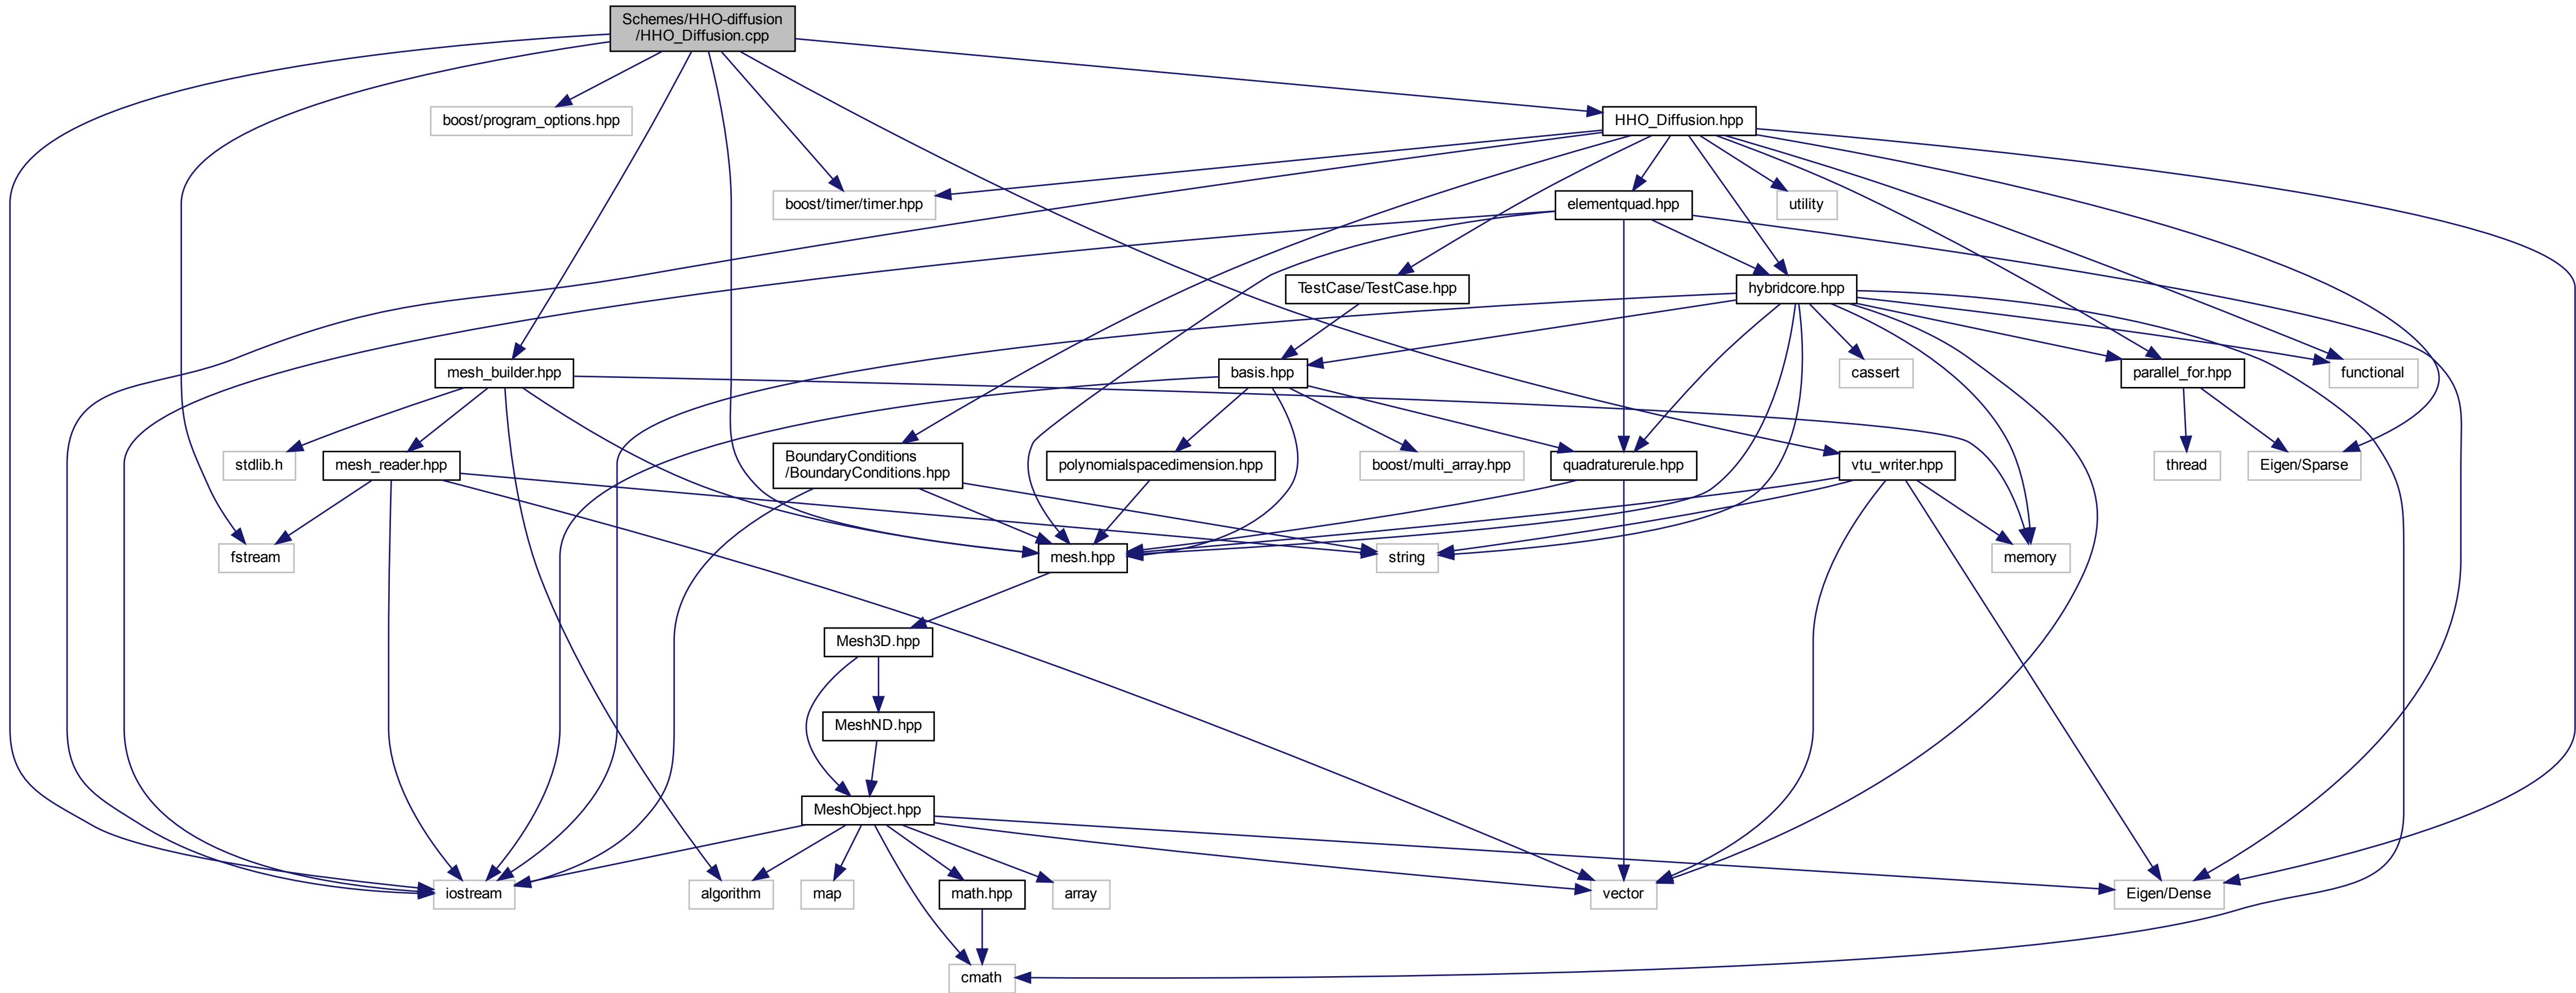 Schemes/HHO-diffusion
/HHO_Diffusion.cpp
boost/program_options.hpp
HHO_Diffusion.hpp
boost/timer/timer.hpp
elementquad.hpp
utility
TestCase/TestCase.hpp
hybridcore.hpp
mesh_builder.hpp
basis.hpp
cassert
parallel_for.hpp
functional
stdlib.h
mesh_reader.hpp
BoundaryConditions
/BoundaryConditions.hpp
polynomialspacedimension.hpp
boost/multi_array.hpp
quadraturerule.hpp
vtu_writer.hpp
thread
Eigen/Sparse
fstream
mesh.hpp
string
memory
Mesh3D.hpp
MeshND.hpp
MeshObject.hpp
iostream
algorithm
map
math.hpp
array
vector
Eigen/Dense
cmath